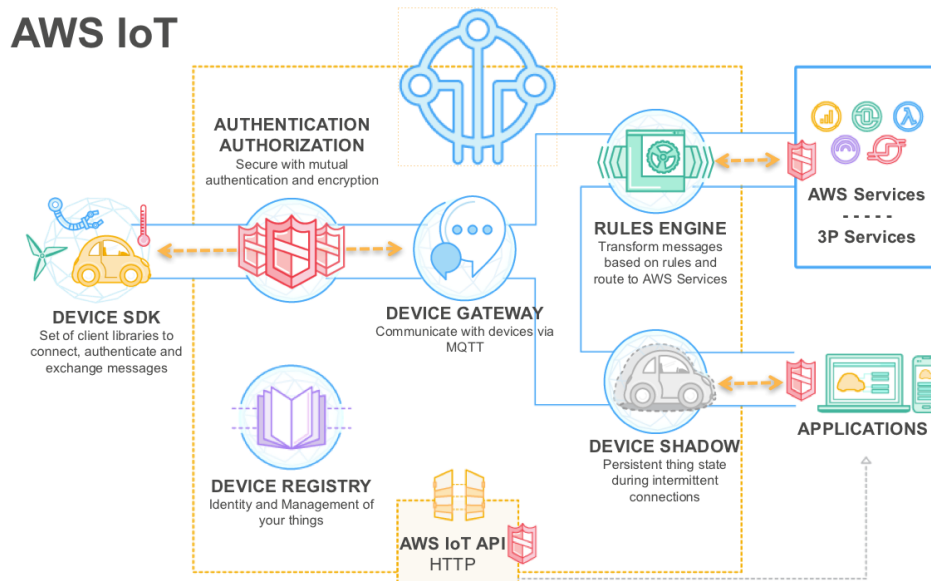 AWS IoT
AUTHENTICATION
AUTHORIZATION
Secure with mutual
authentication and encryption
DEVICE SDK
Set of client libraries to
connect, authenticate and
exchange messages
DEVICE GATEWAY
Communicate with devices via
MQTT
RULES ENGINE
Transform messages
based on rules and
route to AWS Services
AWS Services
-----
3P Services
DEVICE SHADOW
Persistent thing state
during intermittent
connections
APPLICATIONS
DEVICE REGISTRY
Identity and Management of
your things
AWS IoT API
HTTP